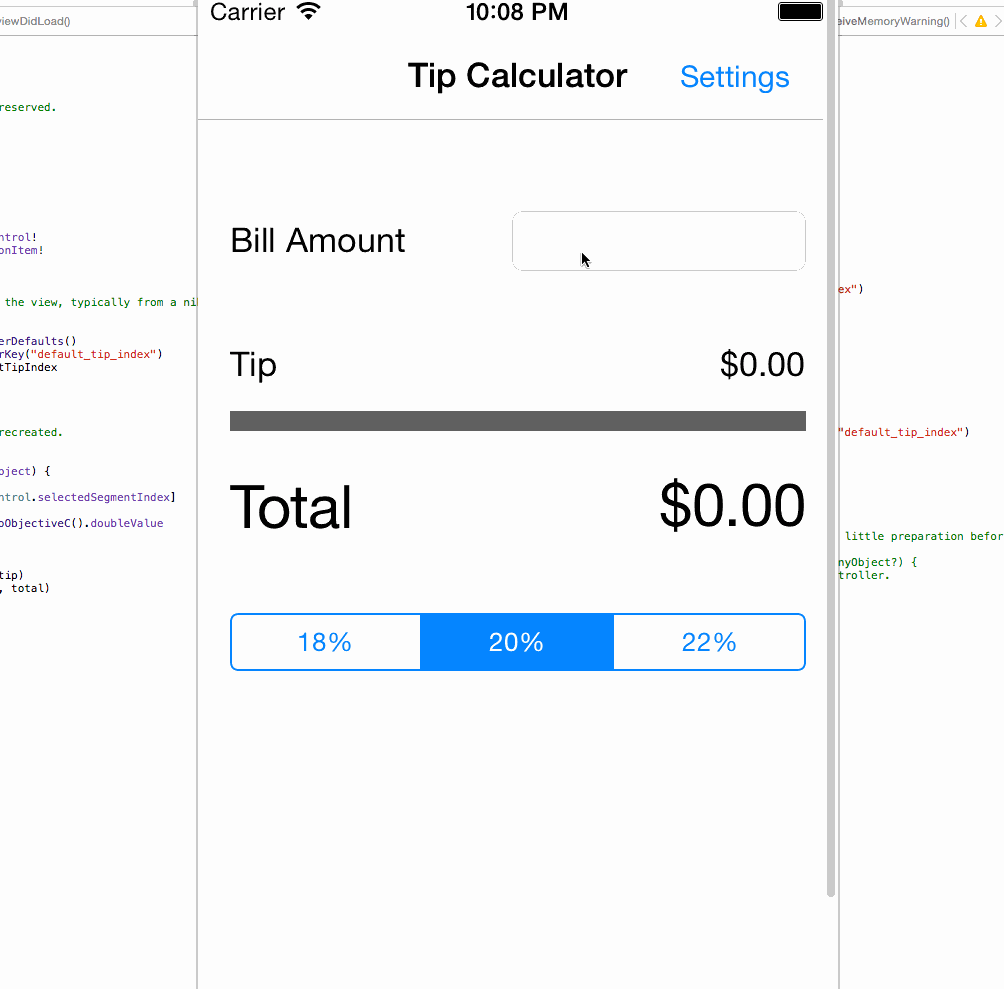 viewDidLoad()
reserved.
ntrol!
onItem!
the view, typically from a ni
erDefaults()
rKey("default_tip_index")
tTipIndex
recreated.
bject) {
ntrol.selectedSegmentIndex]
oObjectiveC().doubleValue
tip)
, total)
Carrier 10:08 PM
Tip Calculator Settings
Bill Amount
Tip $0.00
Total $0.00
18% 20% 22%
eiveMemoryWarning()
ex")
"default_tip_index")
little preparation befor
nyObject?) {
troller.